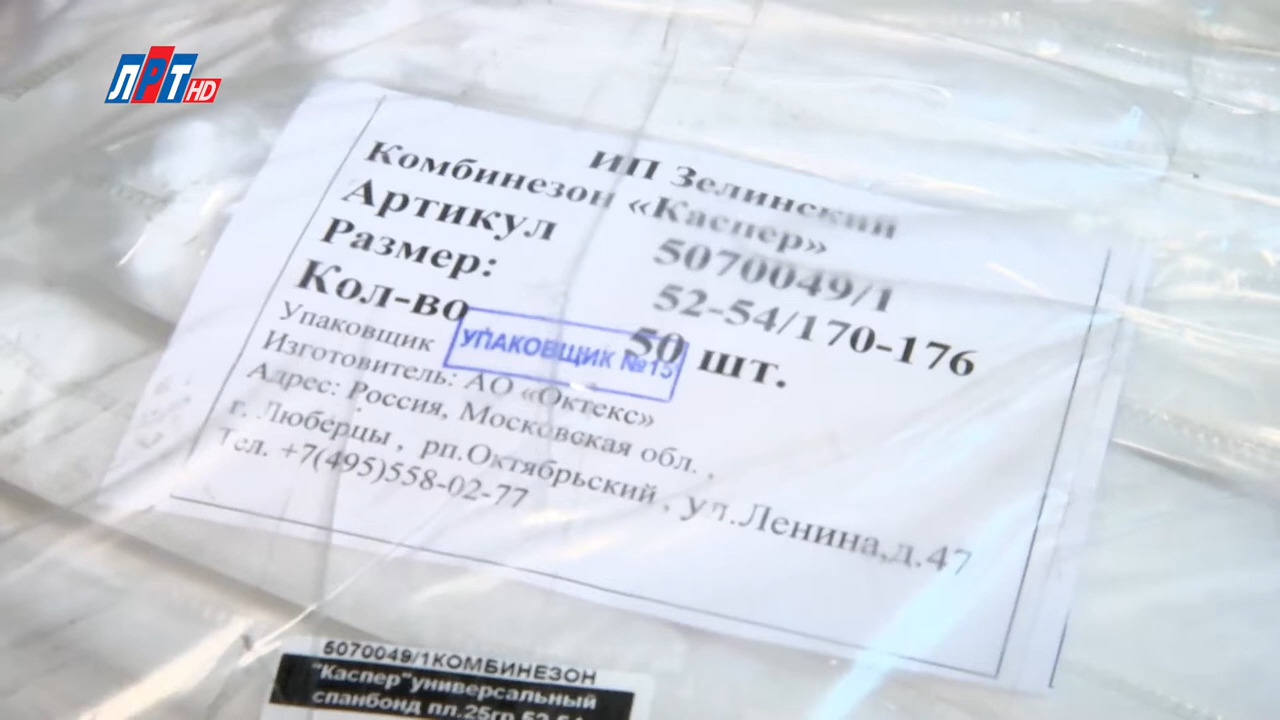 ЛРТ HD
ИП Зелинский
Комбинезон «Каспер»
Артикул 5070049/1
Размер: 52-54/170-176
Кол-во 50 шт.
Упаковщик УПАКОВЩИК №15
Изготовитель: АО «Октекс»
Адрес: Россия, Московская обл. ,
г. Люберцы , рп.Октябрьский , ул.Ленина,д.47
Тел. +7(495)558-02-77
5070049/1КОМБИНЕЗОН
"Каспер"универсальный
спанбонд пл.25гр 52-54